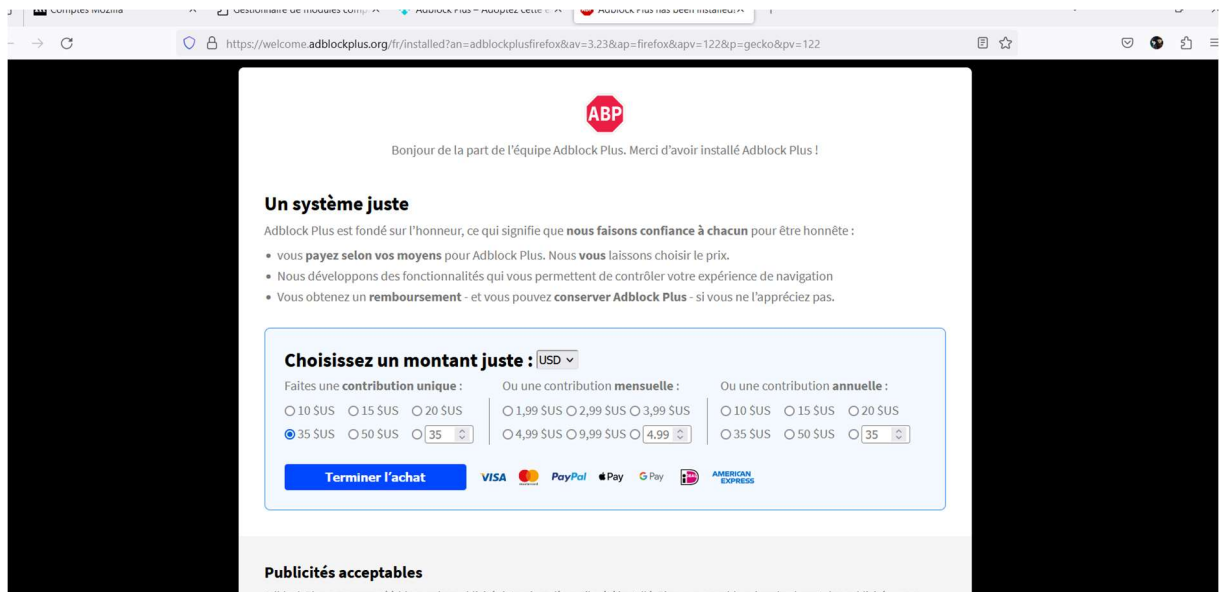 Comptes Mozilla
Gestionnaire de modules comp
Adblock Plus – Adoptez cette e
Adblock Plus has been installed!
https://welcome.adblockplus.org/fr/installed?an=adblockplusfirefox&av=3.23&ap=firefox&apv=122&p=gecko&pv=122
ABP
Bonjour de la part de l'équipe Adblock Plus. Merci d'avoir installé Adblock Plus !
Un système juste
Adblock Plus est fondé sur l'honneur, ce qui signifie que nous faisons confiance à chacun pour être honnête :
• vous payez selon vos moyens pour Adblock Plus. Nous vous laissons choisir le prix.
• Nous développons des fonctionnalités qui vous permettent de contrôler votre expérience de navigation
• Vous obtenez un remboursement - et vous pouvez conserver Adblock Plus - si vous ne l'appréciez pas.
Choisissez un montant juste : USD
Faites une contribution unique :
10 $US 15 $US 20 $US
35 $US 50 $US 35
Ou une contribution mensuelle :
1,99 $US 2,99 $US 3,99 $US
4,99 $US 9,99 $US 4.99
Ou une contribution annuelle :
10 $US 15 $US 20 $US
35 $US 50 $US 35
Terminer l'achat
VISA mastercard PayPal Pay G Pay iDEAL AMERICAN EXPRESS
Publicités acceptables